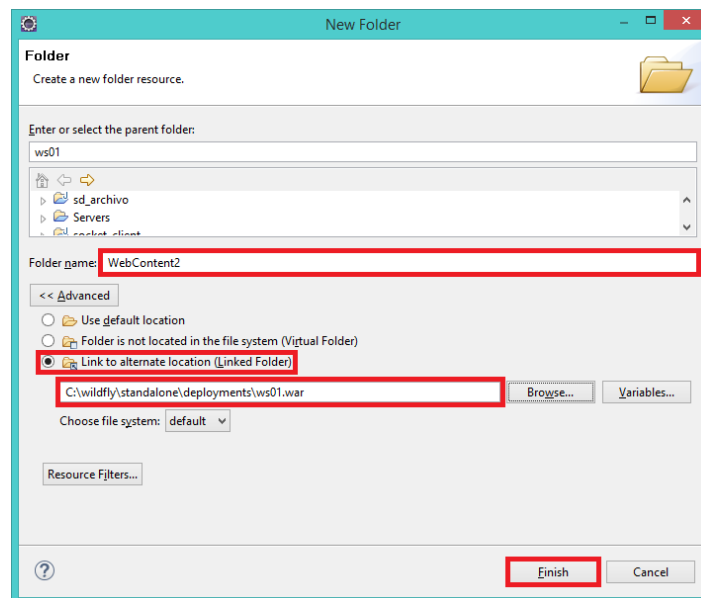 New Folder
Folder
Create a new folder resource.
Enter or select the parent folder:
ws01
sd_archivo
Servers
socket_client
Folder name: WebContent2
<< Advanced
Use default location
Folder is not located in the file system (Virtual Folder)
Link to alternate location (Linked Folder)
C:\wildfly\standalone\deployments\ws01.war Browse... Variables...
Choose file system: default
Resource Filters...
Finish Cancel